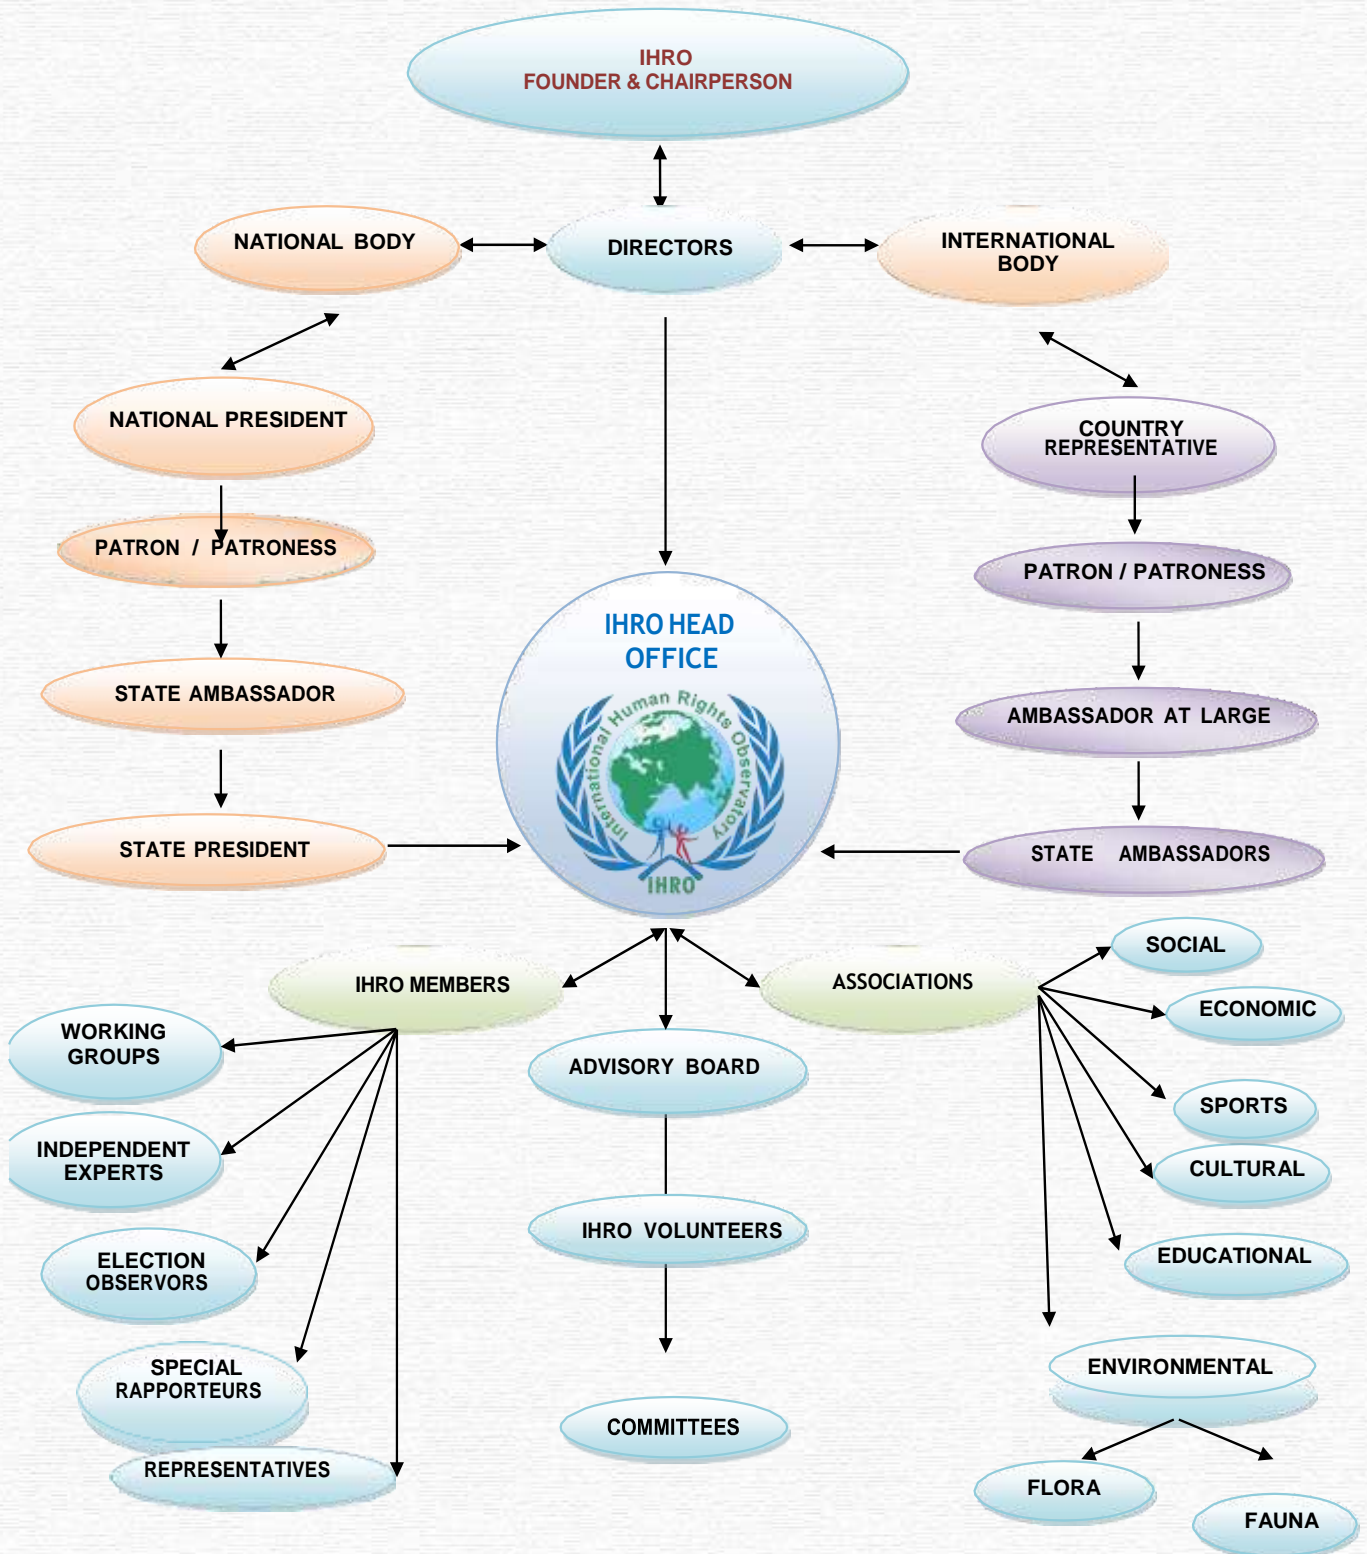 IHRO
FOUNDER & CHAIRPERSON
NATIONAL BODY
DIRECTORS
INTERNATIONAL
BODY
NATIONAL PRESIDENT
COUNTRY
REPRESENTATIVE
PATRON / PATRONESS
PATRON / PATRONESS
IHRO HEAD
OFFICE
International Human Rights Observatory
IHRO
STATE AMBASSADOR
AMBASSADOR AT LARGE
STATE PRESIDENT
STATE AMBASSADORS
IHRO MEMBERS
ASSOCIATIONS
SOCIAL
ECONOMIC
WORKING
GROUPS
ADVISORY BOARD
SPORTS
INDEPENDENT
EXPERTS
CULTURAL
IHRO VOLUNTEERS
ELECTION
OBSERVORS
EDUCATIONAL
SPECIAL
RAPPORTEURS
ENVIRONMENTAL
COMMITTEES
REPRESENTATIVES
FLORA
FAUNA